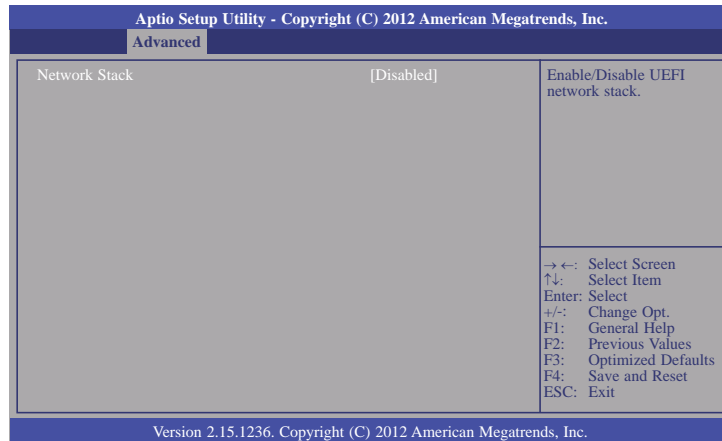 Aptio Setup Utility - Copyright (C) 2012 American Megatrends, Inc.
Advanced
Network Stack [Disabled]
Enable/Disable UEFI
network stack.
→←: Select Screen
↑↓: Select Item
Enter: Select
+/-: Change Opt.
F1: General Help
F2: Previous Values
F3: Optimized Defaults
F4: Save and Reset
ESC: Exit
Version 2.15.1236. Copyright (C) 2012 American Megatrends, Inc.